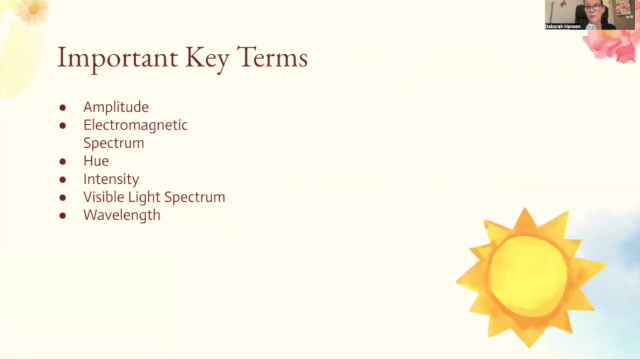 Deborah Hansen
Important Key Terms
● Amplitude
● Electromagnetic
Spectrum
● Hue
● Intensity
● Visible Light Spectrum
● Wavelength